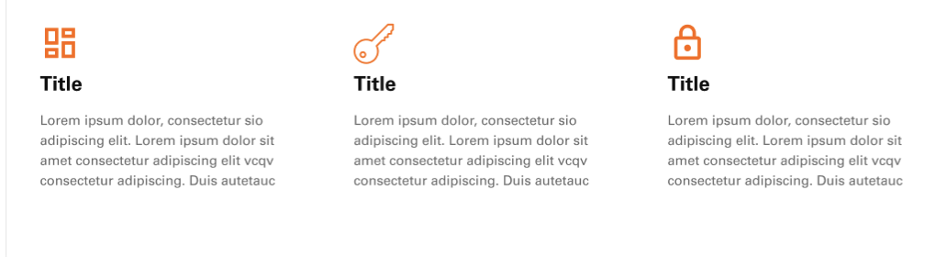 Title
Lorem ipsum dolor, consectetur sio
adipiscing elit. Lorem ipsum dolor sit
amet consectetur adipiscing elit vcqv
consectetur adipiscing. Duis autetauc
Title
Lorem ipsum dolor, consectetur sio
adipiscing elit. Lorem ipsum dolor sit
amet consectetur adipiscing elit vcqv
consectetur adipiscing. Duis autetauc
Title
Lorem ipsum dolor, consectetur sio
adipiscing elit. Lorem ipsum dolor sit
amet consectetur adipiscing elit vcqv
consectetur adipiscing. Duis autetauc